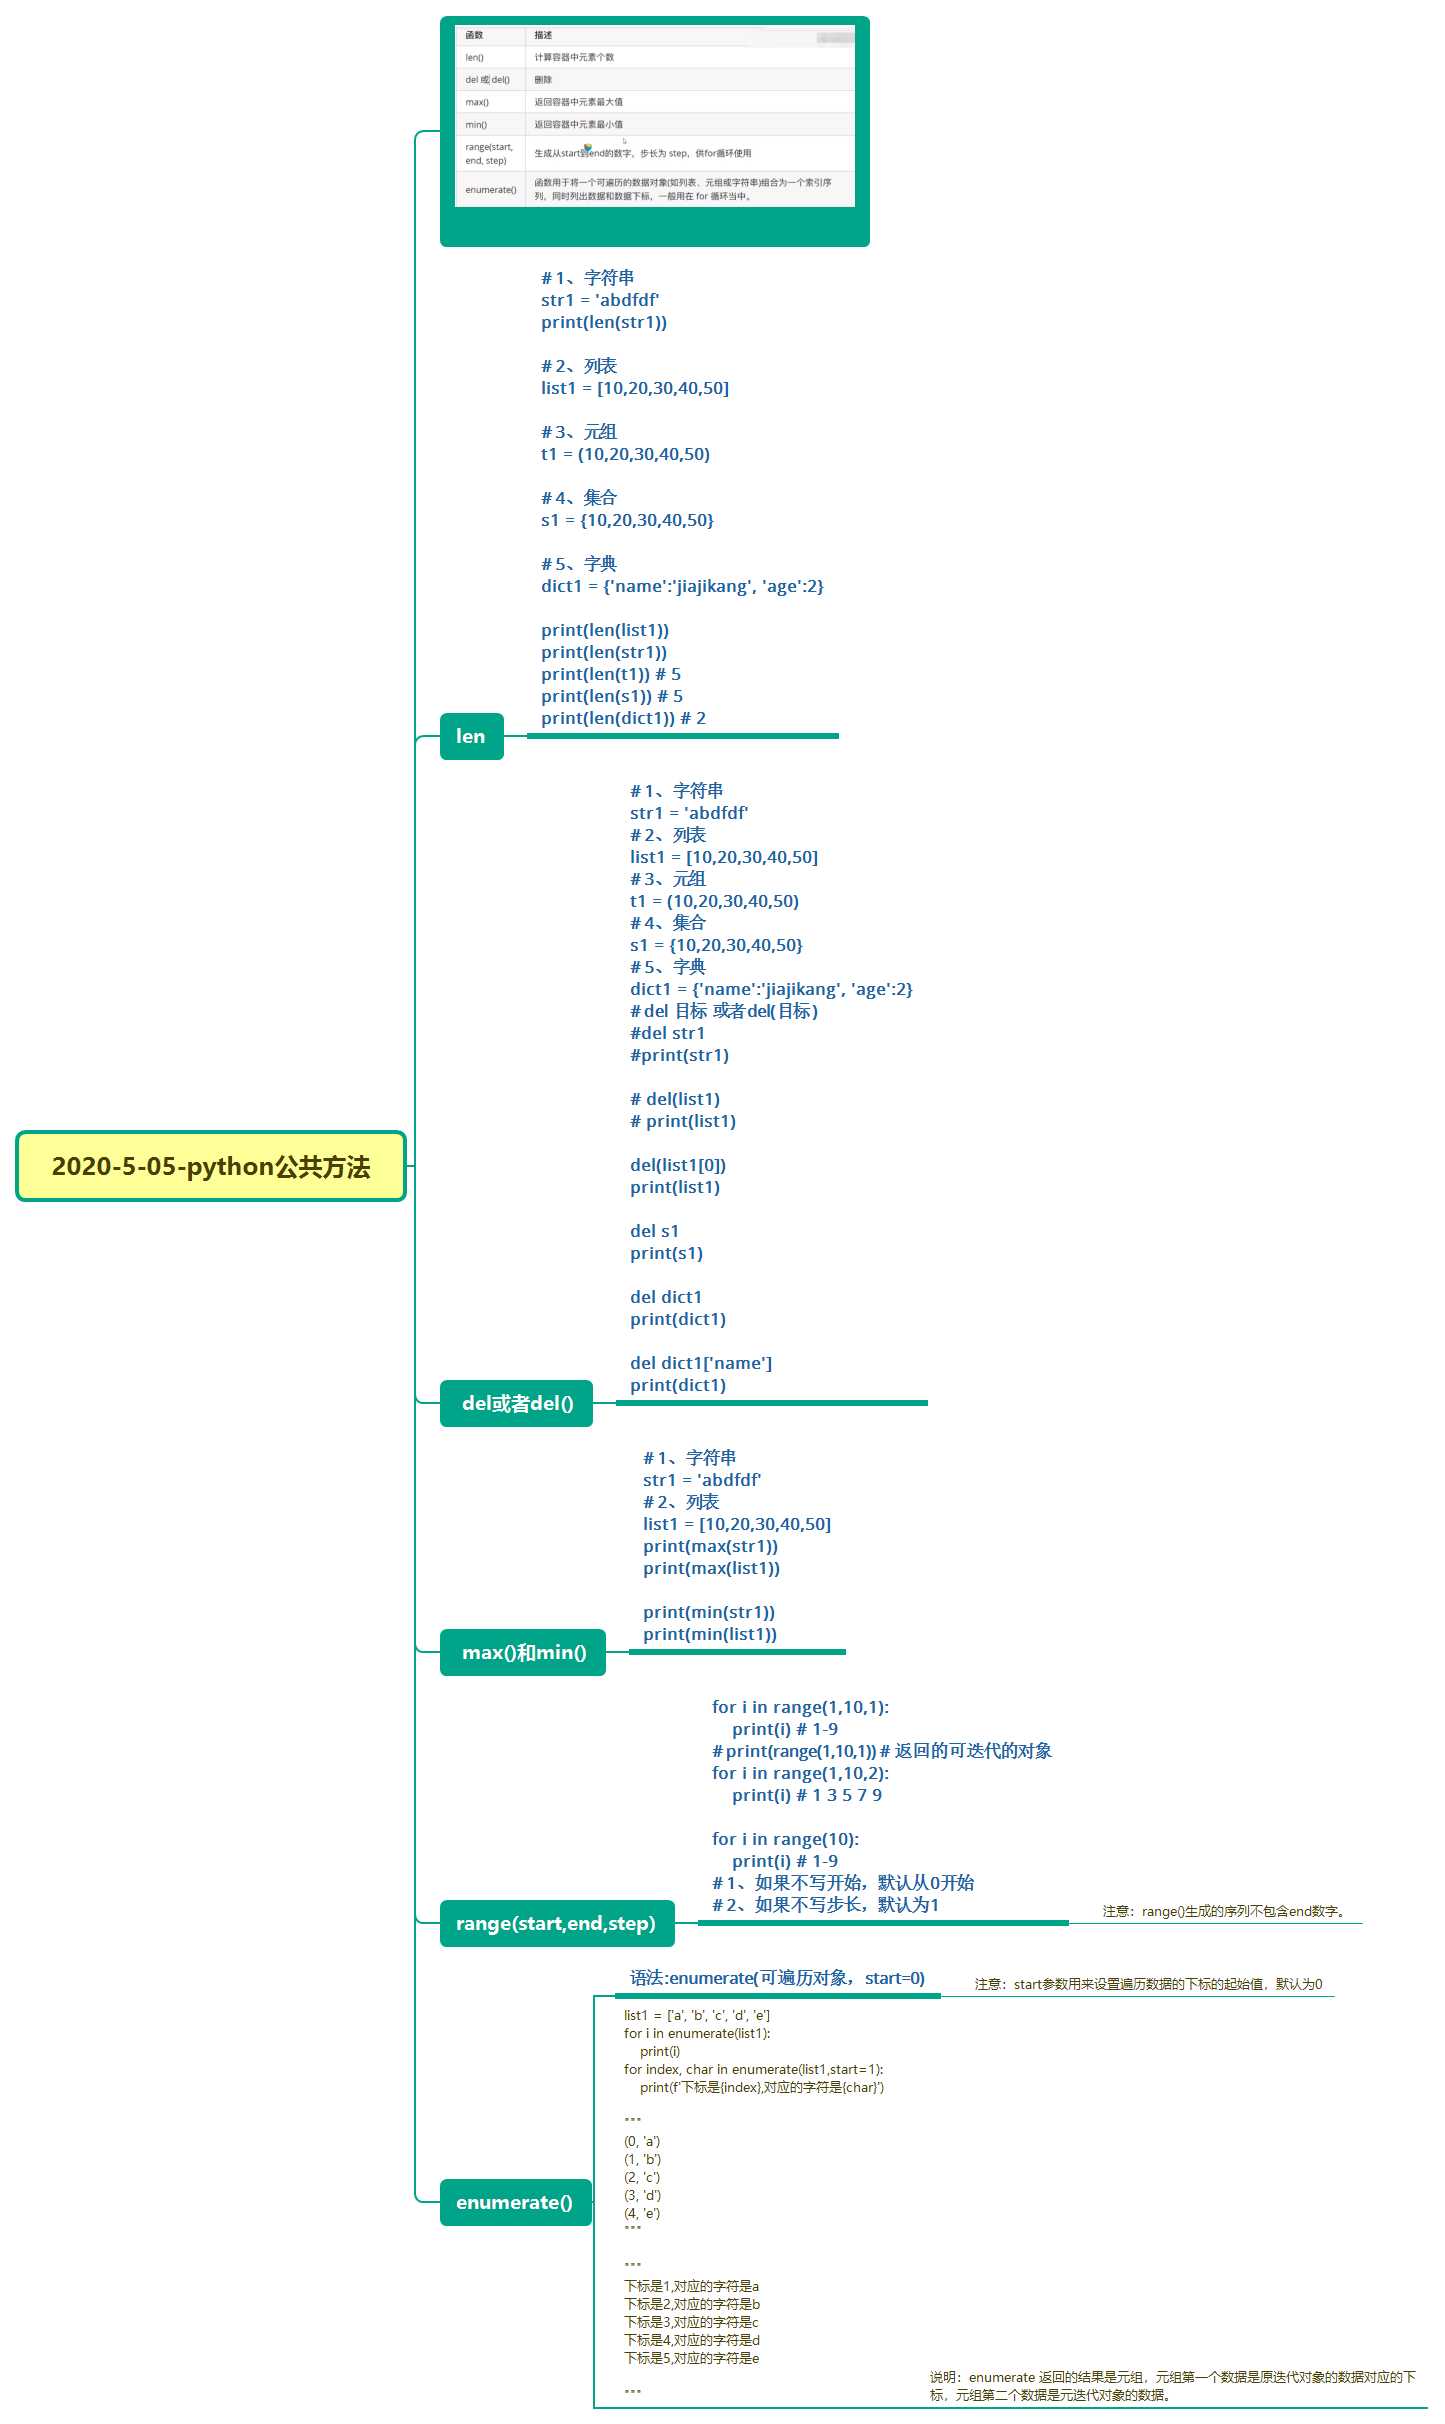 函数 描述
len() 计算容器中元素个数
del 或 del() 删除
max() 返回容器中元素最大值
min() 返回容器中元素最小值
range(start, end, step) 生成从start到end的数字，步长为 step，供for循环使用
enumerate() 函数用于将一个可遍历的数据对象(如列表、元组或字符串)组合为一个索引序
列，同时列出数据和数据下标，一般用在 for 循环当中。
# 1、字符串
str1 = 'abdfdf'
print(len(str1))
# 2、列表
list1 = [10,20,30,40,50]
# 3、元组
t1 = (10,20,30,40,50)
# 4、集合
s1 = {10,20,30,40,50}
# 5、字典
dict1 = {'name':'jiajikang', 'age':2}
print(len(list1))
print(len(str1))
print(len(t1)) # 5
print(len(s1)) # 5
print(len(dict1)) # 2
len
# 1、字符串
str1 = 'abdfdf'
# 2、列表
list1 = [10,20,30,40,50]
# 3、元组
t1 = (10,20,30,40,50)
# 4、集合
s1 = {10,20,30,40,50}
# 5、字典
dict1 = {'name':'jiajikang', 'age':2}
# del 目标 或者del(目标)
#del str1
#print(str1)
# del(list1)
# print(list1)
del(list1[0])
print(list1)
del s1
print(s1)
del dict1
print(dict1)
del dict1['name']
print(dict1)
del或者del()
2020-5-05-python公共方法
# 1、字符串
str1 = 'abdfdf'
# 2、列表
list1 = [10,20,30,40,50]
print(max(str1))
print(max(list1))
print(min(str1))
print(min(list1))
max()和min()
for i in range(1,10,1):
    print(i) # 1-9
# print(range(1,10,1)) # 返回的可迭代的对象
for i in range(1,10,2):
    print(i) # 1 3 5 7 9
for i in range(10):
    print(i) # 1-9
# 1、如果不写开始，默认从0开始
# 2、如果不写步长，默认为1
range(start,end,step)
注意：range()生成的序列不包含end数字。
语法:enumerate(可遍历对象，start=0)
注意：start参数用来设置遍历数据的下标的起始值，默认为0
list1 = ['a', 'b', 'c', 'd', 'e']
for i in enumerate(list1):
    print(i)
for index, char in enumerate(list1,start=1):
    print(f'下标是{index},对应的字符是{char}')
"""
(0, 'a')
(1, 'b')
(2, 'c')
(3, 'd')
(4, 'e')
"""
enumerate()
"""
下标是1,对应的字符是a
下标是2,对应的字符是b
下标是3,对应的字符是c
下标是4,对应的字符是d
下标是5,对应的字符是e
"""
说明：enumerate 返回的结果是元组，元组第一个数据是原迭代对象的数据对应的下
标，元组第二个数据是元迭代对象的数据。